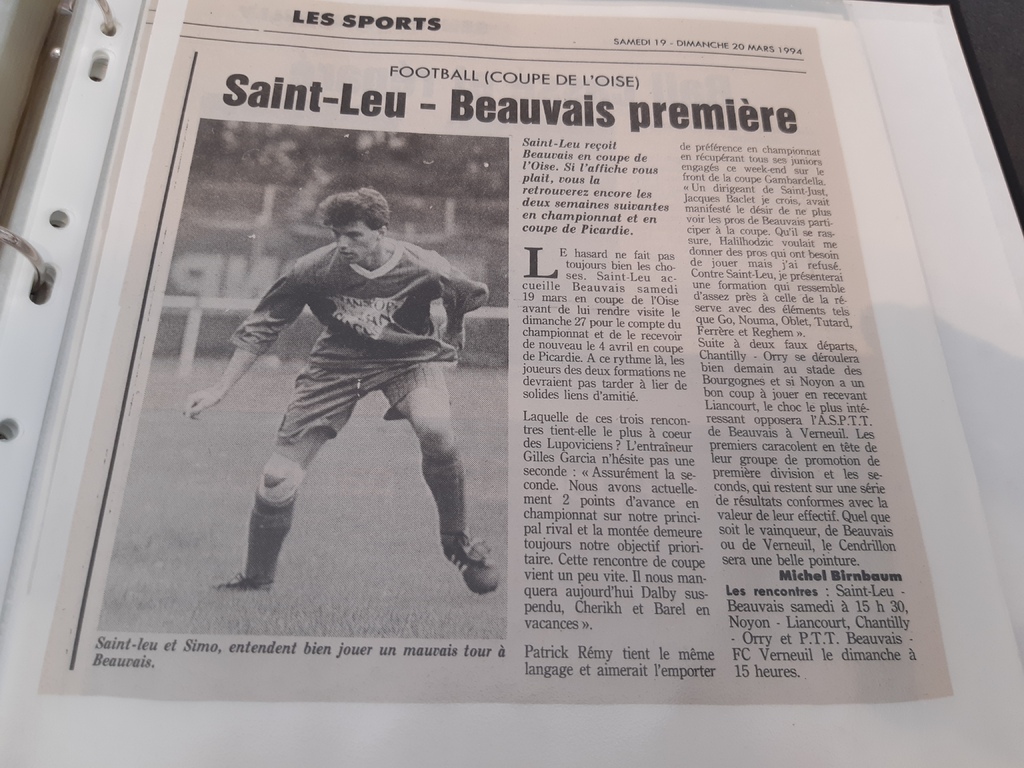 LES SPORTS
SAMEDI 19 - DIMANCHE 20 MARS 1994
FOOTBALL (COUPE DE L'OISE)
Saint-Leu - Beauvais première
Saint-Leu reçoit
Beauvais en coupe de
l'Oise. Si l'affiche vous
plait, vous la
retrouverez encore les
deux semaines suivantes
en championnat et en
coupe de Picardie.
LE hasard ne fait pas
toujours bien les cho-
ses. Saint-Leu ac-
cueille Beauvais samedi
19 mars en coupe de l'Oise
avant de lui rendre visite le
dimanche 27 pour le compte du
championnat et de le recevoir
de nouveau le 4 avril en coupe
de Picardie. A ce rythme là, les
joueurs des deux formations ne
devraient pas tarder à lier de
solides liens d'amitié.
Laquelle de ces trois rencon-
tres tient-elle le plus à coeur
des Lupoviciens ? L'entraîneur
Gilles Garcia n'hésite pas une
seconde : « Assurément la se-
conde. Nous avons actuelle-
ment 2 points d'avance en
championnat sur notre princi-
pal rival et la montée demeure
toujours notre objectif priori-
taire. Cette rencontre de coupe
vient un peu vite. Il nous man-
quera aujourd'hui Dalby sus-
pendu, Cherikh et Barel en
vacances ».
Patrick Rémy tient le même
langage et aimerait l'emporter
de préférence en championnat
en récupérant tous ses juniors
engagés ce week-end sur le
front de la coupe Gambardella.
« Un dirigeant de Saint-Just,
Jacques Baclet je crois, avait
manifesté le désir de ne plus
voir les pros de Beauvais parti-
ciper à la coupe. Qu'il se ras-
sure, Halilhodzic voulait me
donner des pros qui ont besoin
de jouer mais j'ai refusé.
Contre Saint-Leu, je présenterai
une formation qui ressemble
d'assez près à celle de la ré-
serve avec des éléments tels
que Go, Nouma, Oblet, Tutard,
Ferrère et Reghem ».
Suite à deux faux départs,
Chantilly - Orry se déroulera
bien demain au stade des
Bourgognes et si Noyon a un
bon coup à jouer en recevant
Liancourt, le choc le plus inté-
ressant opposera l'A.S.P.T.T.
de Beauvais à Verneuil. Les
premiers caracolent en tête de
leur groupe de promotion de
première division et les se-
conds, qui restent sur une série
de résultats conformes avec la
valeur de leur effectif. Quel que
soit le vainqueur, de Beauvais
ou de Verneuil, le Cendrillon
sera une belle pointure.
Michel Birnbaum
Les rencontres : Saint-Leu -
Beauvais samedi à 15 h 30,
Noyon - Liancourt, Chantilly
- Orry et P.T.T. Beauvais -
FC Verneuil le dimanche à
15 heures.
Saint-leu et Simo, entendent bien jouer un mauvais tour à
Beauvais.